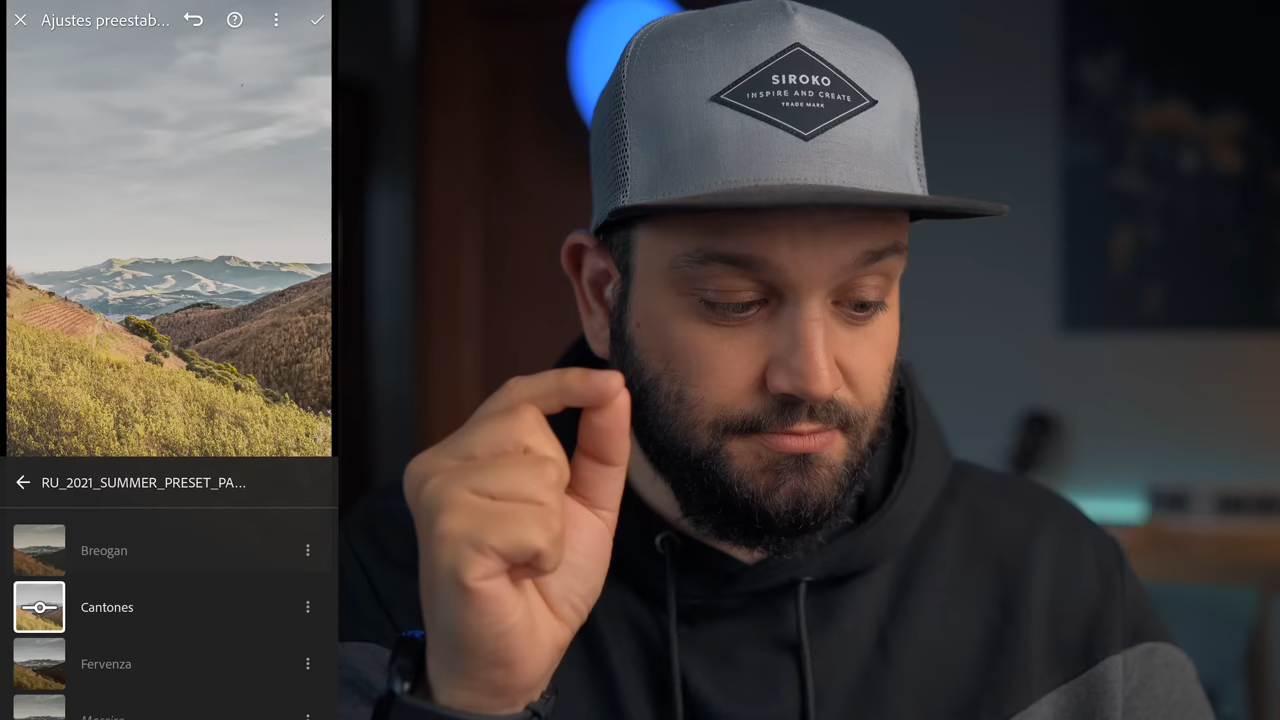 Ajustes preestab...
RU_2021_SUMMER_PRESET_PA...
Breogan
Cantones
Fervenza
SIROKO
INSPIRE AND CREATE
TRADE MARK